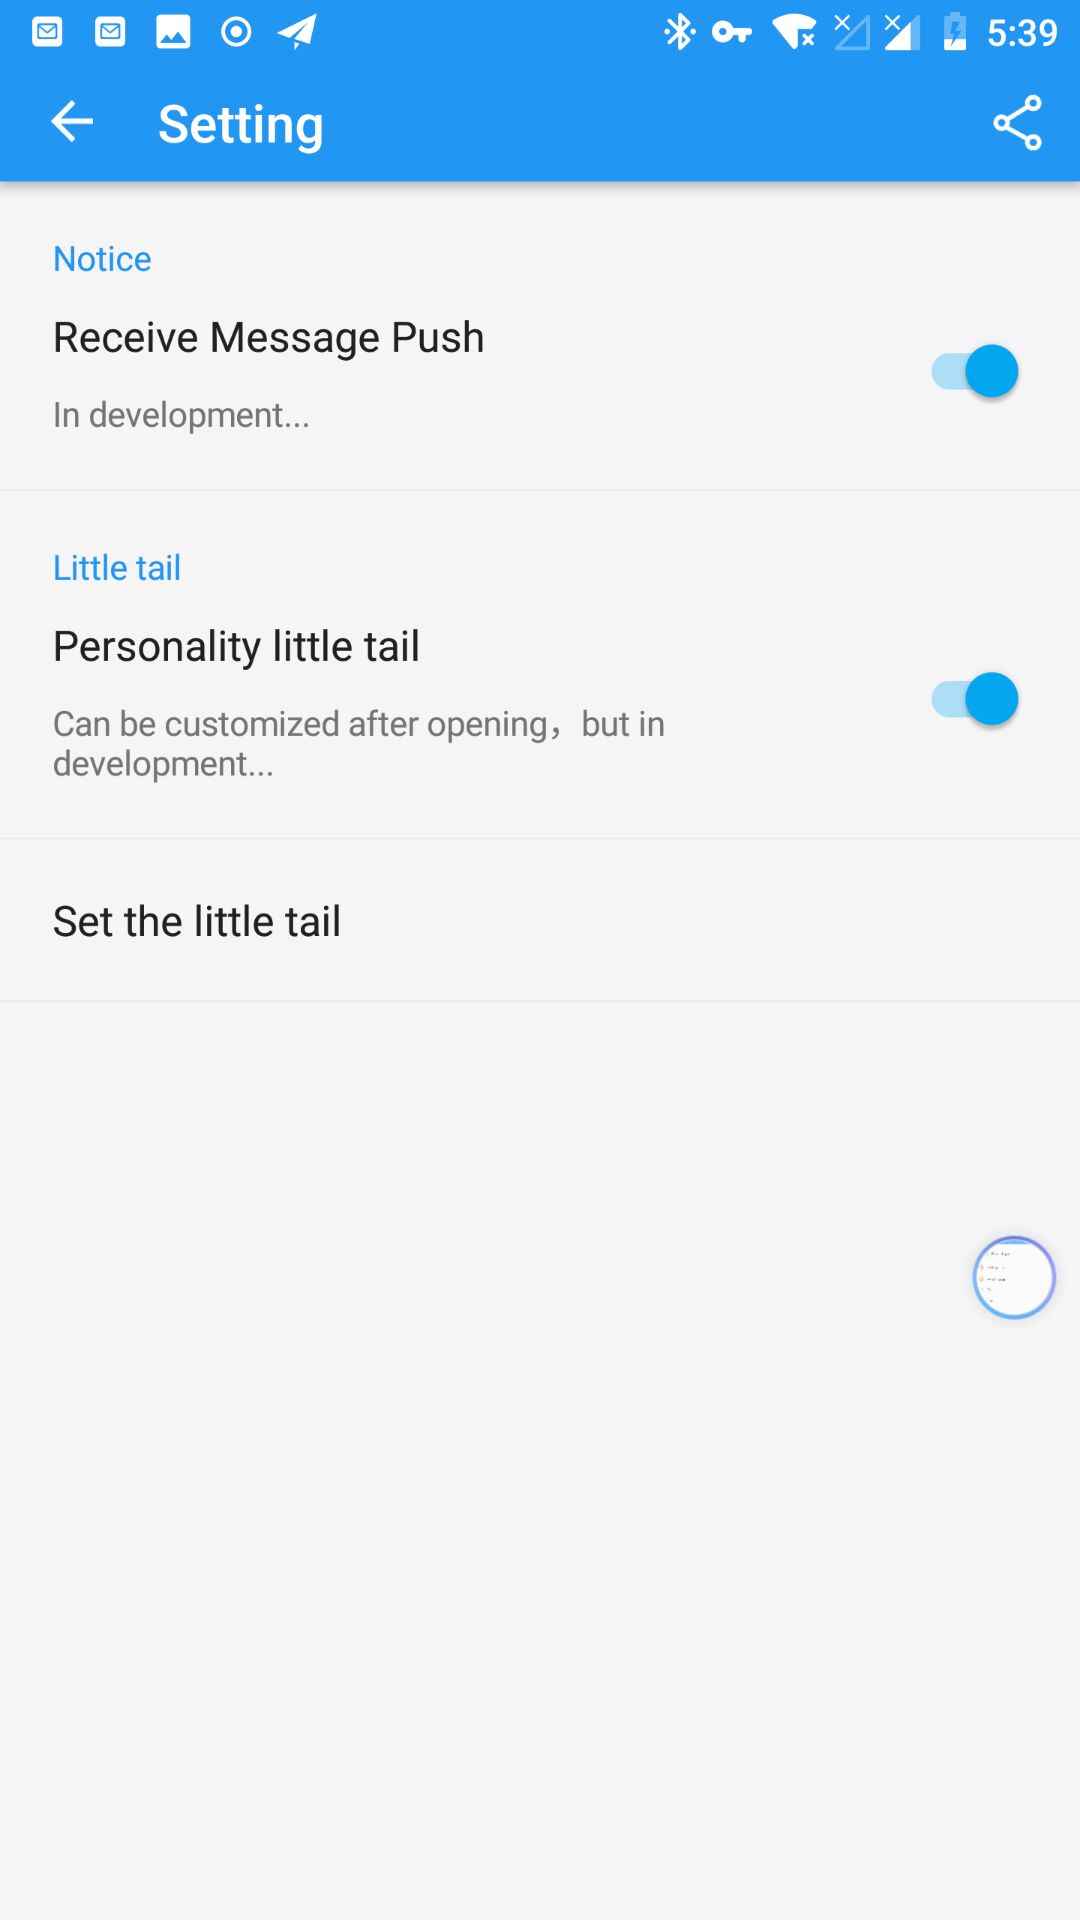 5:39
Setting
Notice
Receive Message Push
In development...
Little tail
Personality little tail
Can be customized after opening，but in
development...
Set the little tail